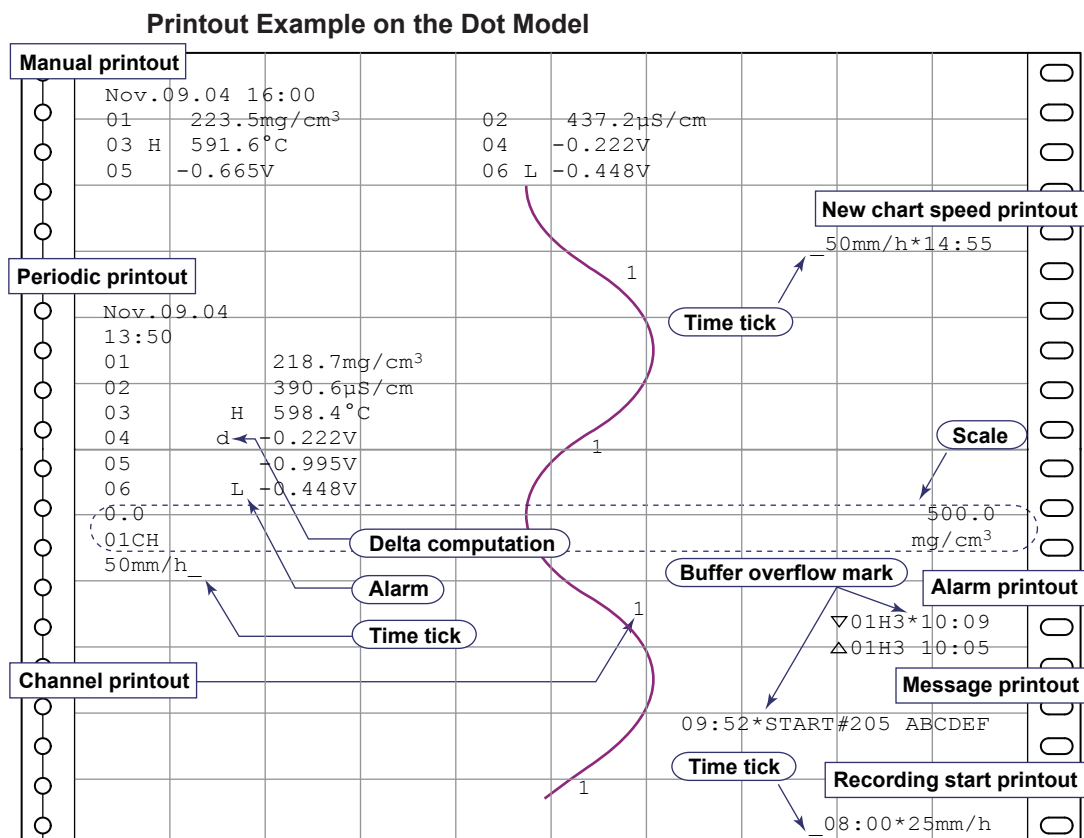 Printout Example on the Dot Model
Manual printout
Nov.09.04 16:00
01 223.5mg/cm³ 02 437.2µS/cm
03 H 591.6°C 04 -0.222V
05 -0.665V 06 L -0.448V
New chart speed printout
_50mm/h*14:55
1
Time tick
Periodic printout
Nov.09.04
13:50
01 218.7mg/cm³
02 390.6µS/cm
03 H 598.4°C
04 d -0.222V
05 -0.995V
06 L -0.448V
1
Scale
0.0 500.0
01CH mg/cm³
50mm/h_
Delta computation
Alarm
Time tick
Buffer overflow mark
Alarm printout
▽01H3*10:09
△01H3 10:05
1
Channel printout
Message printout
09:52*START#205 ABCDEF
Time tick
Recording start printout
1
_08:00*25mm/h